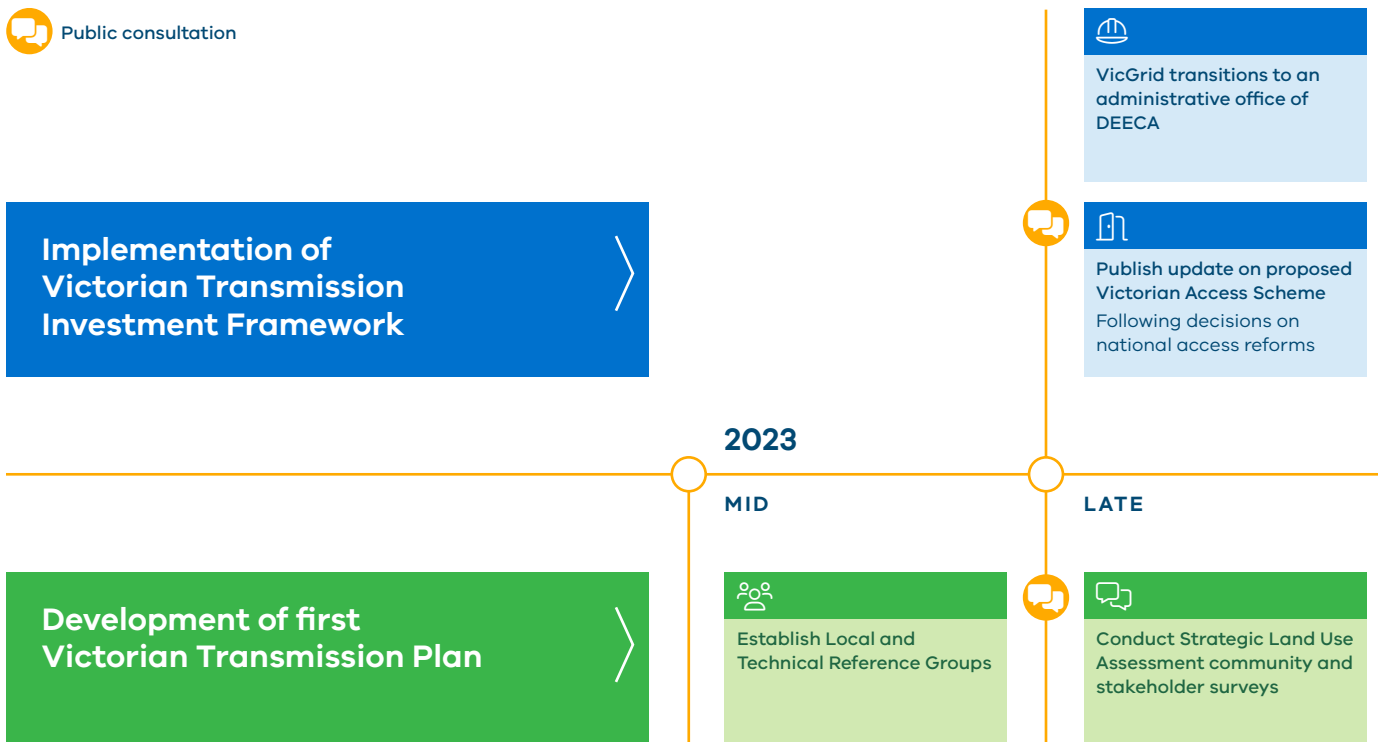 Public consultation
VicGrid transitions to an
administrative office of
DEECA
Implementation of
Victorian Transmission
Investment Framework
Publish update on proposed
Victorian Access Scheme
Following decisions on
national access reforms
2023
MID
LATE
Development of first
Victorian Transmission Plan
Establish Local and
Technical Reference Groups
Conduct Strategic Land Use
Assessment community and
stakeholder surveys